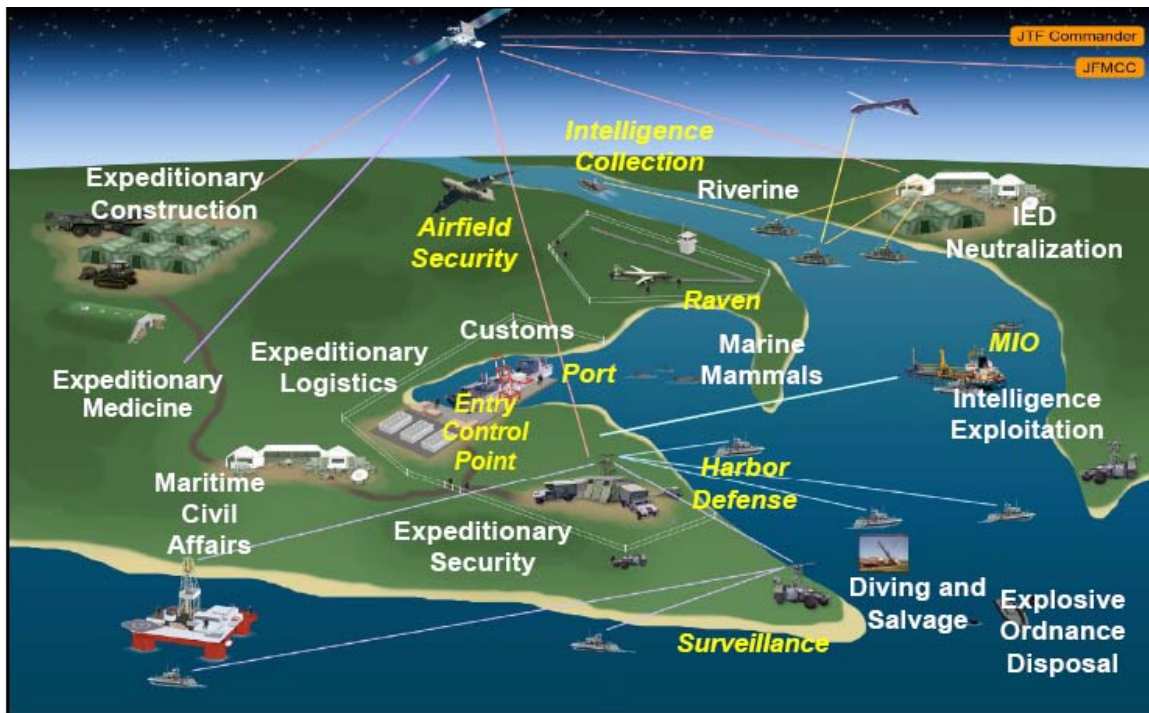 JTF Commander
JFMCC
Intelligence
Collection
Riverine
Expeditionary
Construction
Airfield
Security
IED
Neutralization
Raven
Customs
Expeditionary
Logistics
Port
Marine
Mammals
MIO
Expeditionary
Medicine
Entry
Control
Point
Intelligence
Exploitation
Harbor
Defense
Maritime
Civil
Affairs
Expeditionary
Security
Diving and
Salvage
Explosive
Ordnance
Disposal
Surveillance